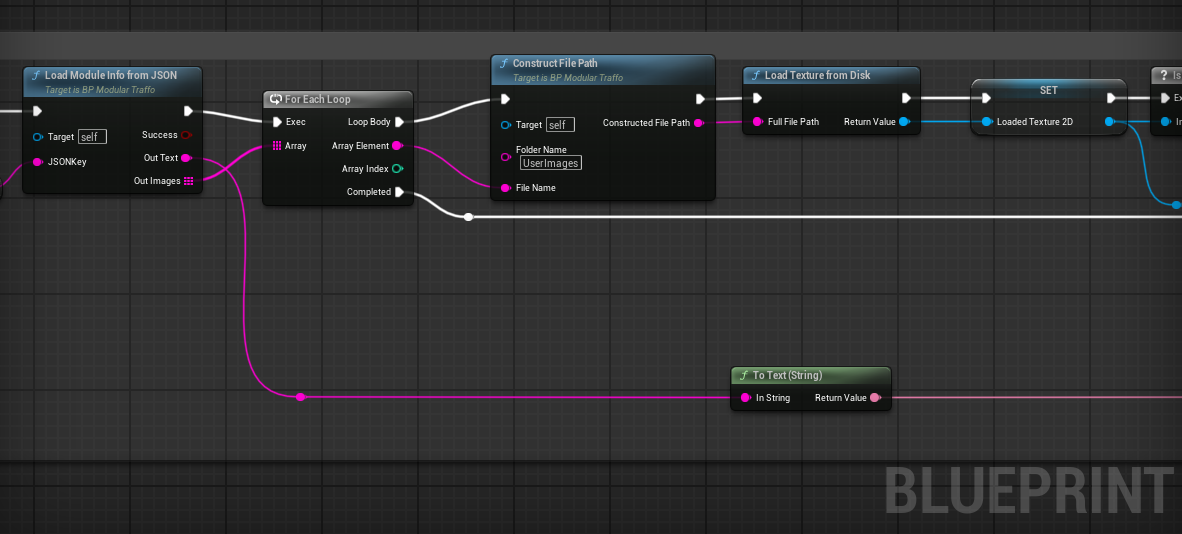 Load Module Info from JSON
Target is BP Modular Traffo
Target self
Success
JSONKey
Out Text
Out Images
For Each Loop
Exec
Loop Body
Array
Array Element
Array Index
Completed
Construct File Path
Target is BP Modular Traffo
Target self
Constructed File Path
Folder Name
UserImages
File Name
Load Texture from Disk
Full File Path
Return Value
SET
Loaded Texture 2D
? Is
Ex
In
To Text (String)
In String
Return Value
BLUEPRINT